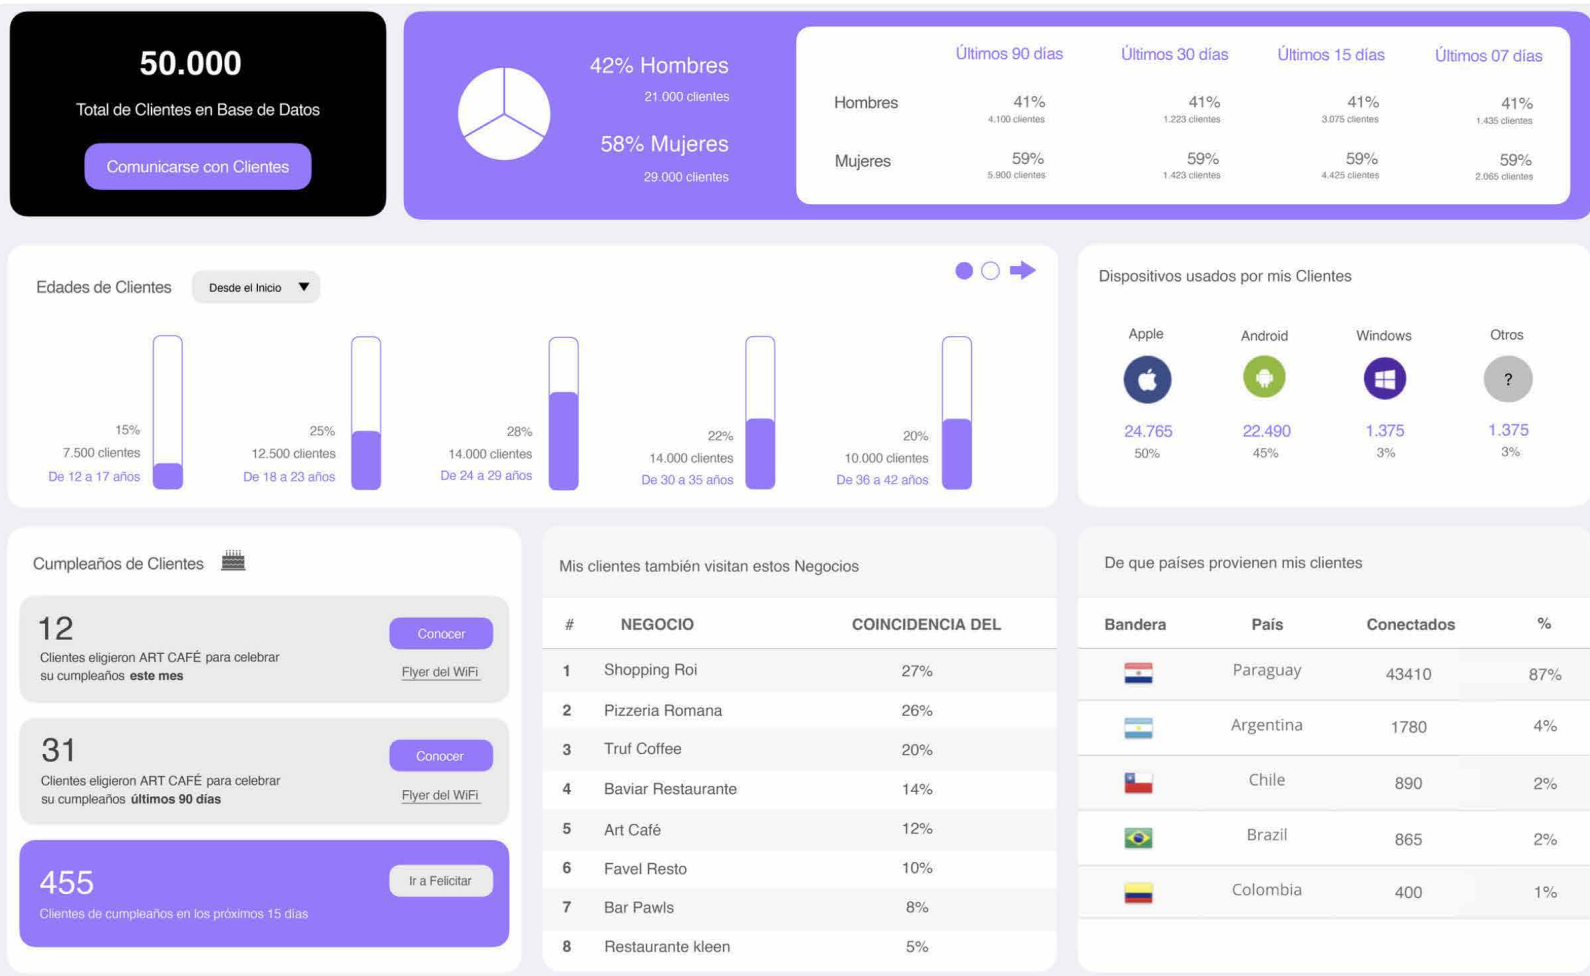 50.000
Total de Clientes en Base de Datos
Comunicarse con Clientes
42% Hombres
21.000 clientes
58% Mujeres
29.000 clientes
Últimos 90 días Últimos 30 días Últimos 15 días Últimos 07 días
Hombres 41% 41% 41% 41%
4.100 clientes 1.223 clientes 3.075 clientes 1.435 clientes
Mujeres 59% 59% 59% 59%
5.900 clientes 1.423 clientes 4.425 clientes 2.065 clientes
Edades de Clientes Desde el Inicio
15%
7.500 clientes
De 12 a 17 años
25%
12.500 clientes
De 18 a 23 años
28%
14.000 clientes
De 24 a 29 años
22%
14.000 clientes
De 30 a 35 años
20%
10.000 clientes
De 36 a 42 años
Dispositivos usados por mis Clientes
Apple Android Windows Otros
?
24.765 22.490 1.375 1.375
50% 45% 3% 3%
Cumpleaños de Clientes
12
Clientes eligieron ART CAFÉ para celebrar
su cumpleaños este mes
Conocer
Flyer del WiFi
31
Clientes eligieron ART CAFÉ para celebrar
su cumpleaños últimos 90 días
Conocer
Flyer del WiFi
455
Clientes de cumpleaños en los próximos 15 días
Ir a Felicitar
Mis clientes también visitan estos Negocios
# NEGOCIO COINCIDENCIA DEL
1 Shopping Roi 27%
2 Pizzeria Romana 26%
3 Truf Coffee 20%
4 Baviar Restaurante 14%
5 Art Café 12%
6 Favel Resto 10%
7 Bar Pawls 8%
8 Restaurante kleen 5%
De que países provienen mis clientes
Bandera País Conectados %
Paraguay 43410 87%
Argentina 1780 4%
Chile 890 2%
Brazil 865 2%
Colombia 400 1%